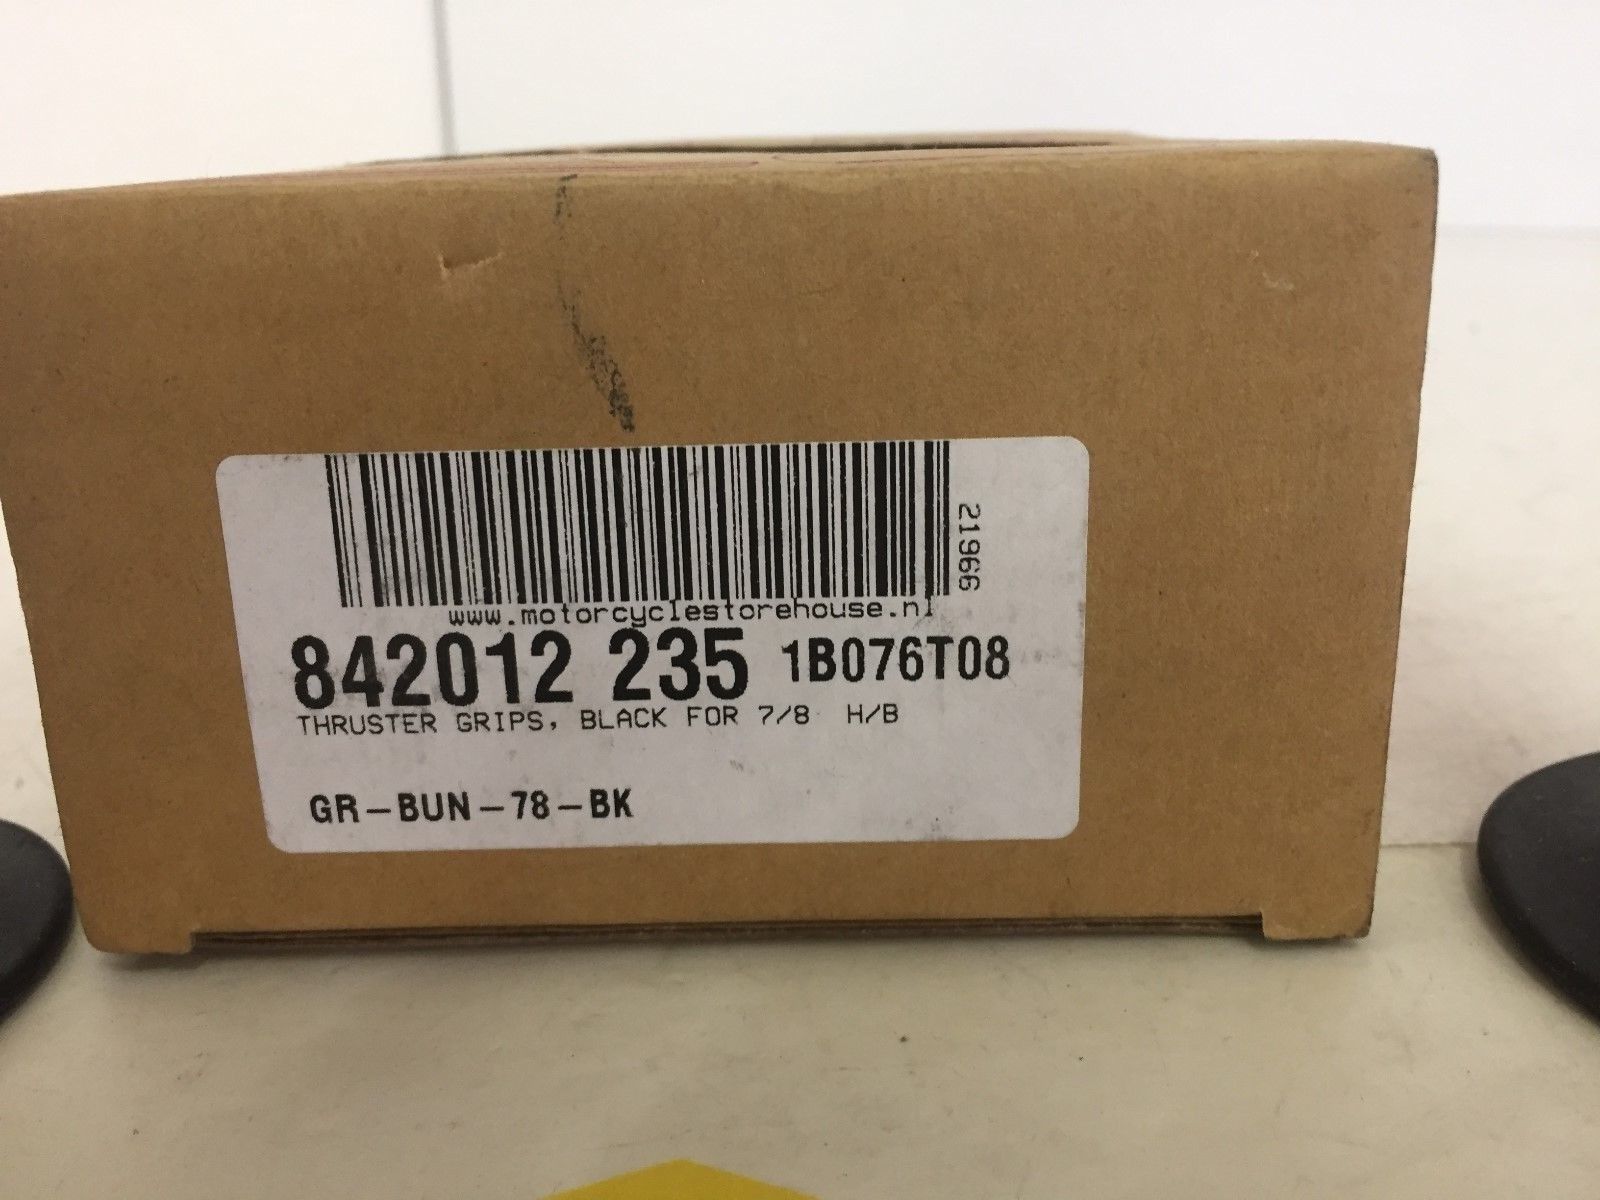 21966
www.motorcyclestorehouse.nl
842012 235 1B076T08
THRUSTER GRIPS, BLACK FOR 7/8 H/B
GR-BUN-78-BK